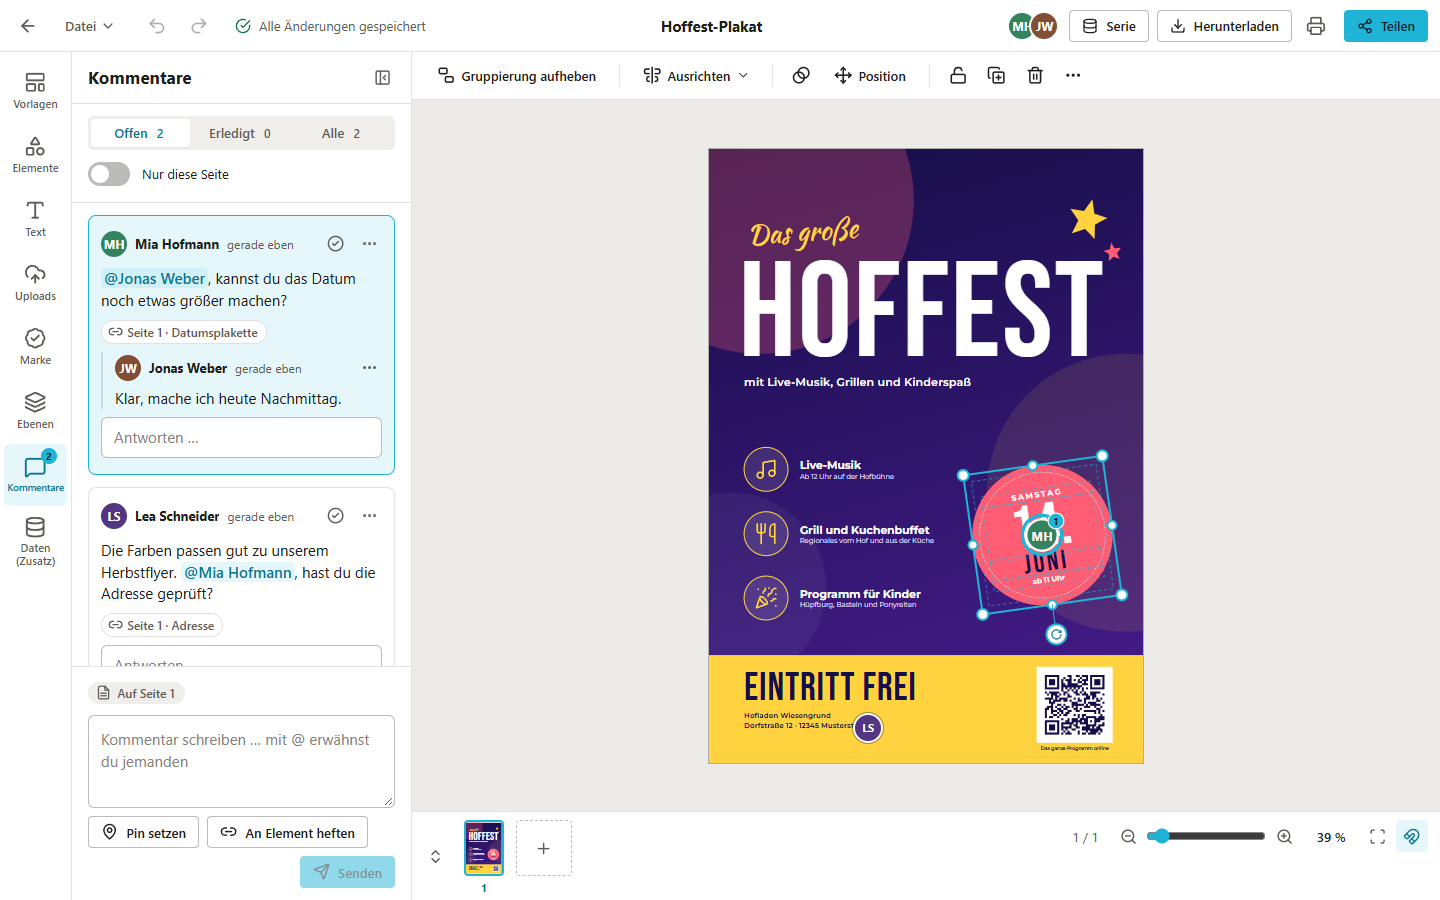 Datei
Alle Änderungen gespeichert
Hoffest-Plakat
MH
JW
Serie
Herunterladen
Teilen
Vorlagen
Elemente
Text
Uploads
Marke
Ebenen
2
Kommentare
Daten
(Zusatz)
Kommentare
Offen 2
Erledigt 0
Alle 2
Nur diese Seite
MH Mia Hofmann gerade eben
@Jonas Weber, kannst du das Datum
noch etwas größer machen?
Seite 1 · Datumsplakette
JW Jonas Weber gerade eben
Klar, mache ich heute Nachmittag.
Antworten ...
LS Lea Schneider gerade eben
Die Farben passen gut zu unserem
Herbstflyer. @Mia Hofmann, hast du die
Adresse geprüft?
Seite 1 · Adresse
Antworten
Auf Seite 1
Kommentar schreiben ... mit @ erwähnst
du jemanden
Pin setzen
An Element heften
Senden
Gruppierung aufheben
Ausrichten
Position
Das große
HOFFEST
mit Live-Musik, Grillen und Kinderspaß
Live-Musik
Ab 12 Uhr auf der Hofbühne
Grill und Kuchenbuffet
Regionales vom Hof und aus der Küche
Programm für Kinder
Hüpfburg, Basteln und Ponyreiten
SAMSTAG
14.
1
MH
JUNI
ab 11 Uhr
EINTRITT FREI
Hofladen Wiesengrund
Dorfstraße 12 · 12345 Musterst
LS
Das ganze Programm online
1
1 / 1
39 %